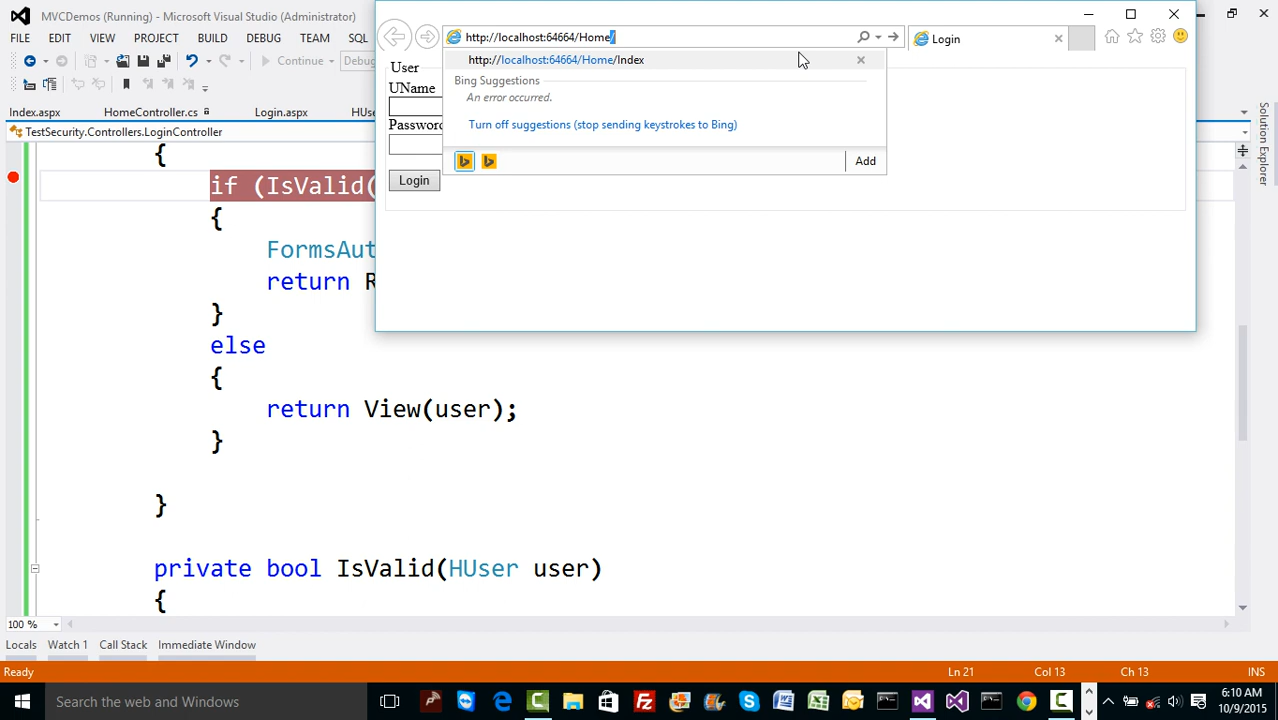 MVCDemos (Running) - Microsoft Visual Studio (Administrator)
FILE EDIT VIEW PROJECT BUILD DEBUG TEAM SQL
Continue Debug
Index.aspx HomeController.cs Login.aspx HUse
TestSecurity.Controllers.LoginController
http://localhost:64664/Home/
Login
http://localhost:64664/Home/Index
Bing Suggestions
An error occurred.
Turn off suggestions (stop sending keystrokes to Bing)
Add
User
UName
Password
Login
Solution Explorer
{
if (IsValid(
{
FormsAut
return R
}
else
{
return View(user);
}
}
private bool IsValid(HUser user)
{
100 %
Locals Watch 1 Call Stack Immediate Window
Ready Ln 21 Col 13 Ch 13 INS
Search the web and Windows
6:10 AM
10/9/2015